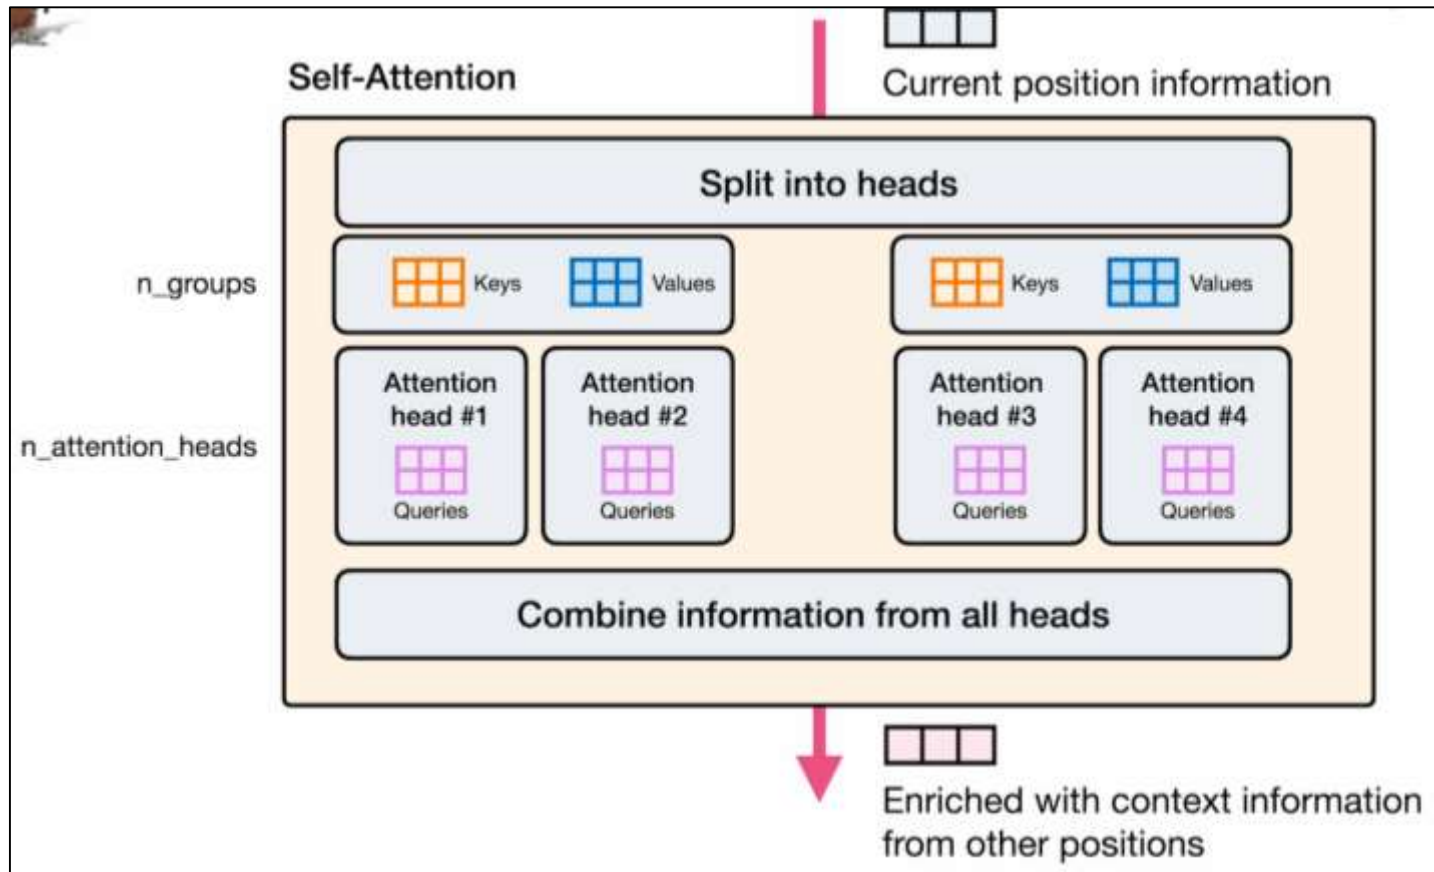 Self-Attention
Current position information
Split into heads
n_groups
Keys
Values
Keys
Values
n_attention_heads
Attention
head #1
Queries
Attention
head #2
Queries
Attention
head #3
Queries
Attention
head #4
Queries
Combine information from all heads
Enriched with context information
from other positions